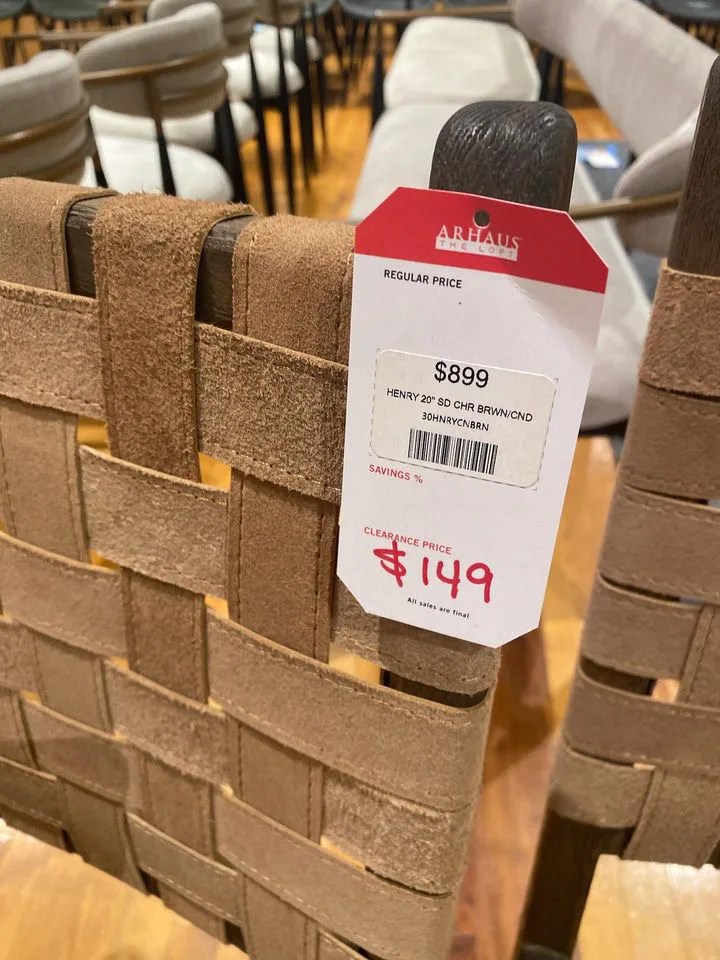 ARHAUS
THE LOFT
REGULAR PRICE
$899
HENRY 20" SD CHR BRWN/CND
30HNRYCNBRN
SAVINGS %
CLEARANCE PRICE
$149
All sales are final